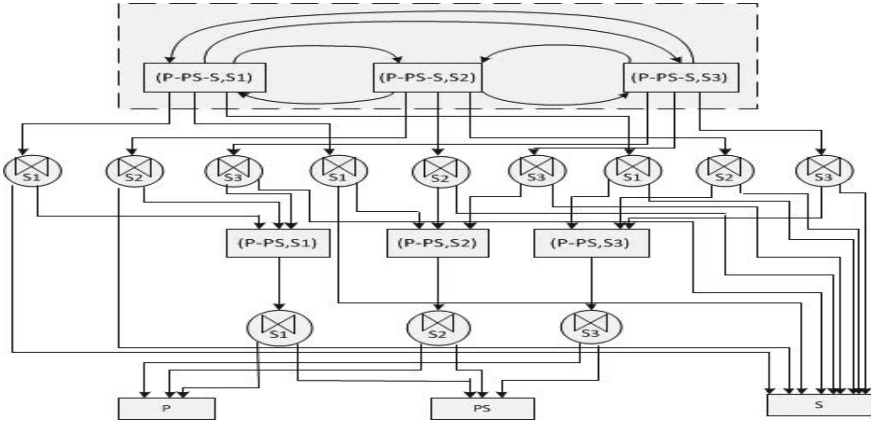 (P-PS-S,S1) (P-PS-S,S2) (P-PS-S,S3)
S1 S2 S3 S1 S2 S3 S1 S2 S3
(P-PS,S1) (P-PS,S2) (P-PS,S3)
S1 S2 S3
P PS S